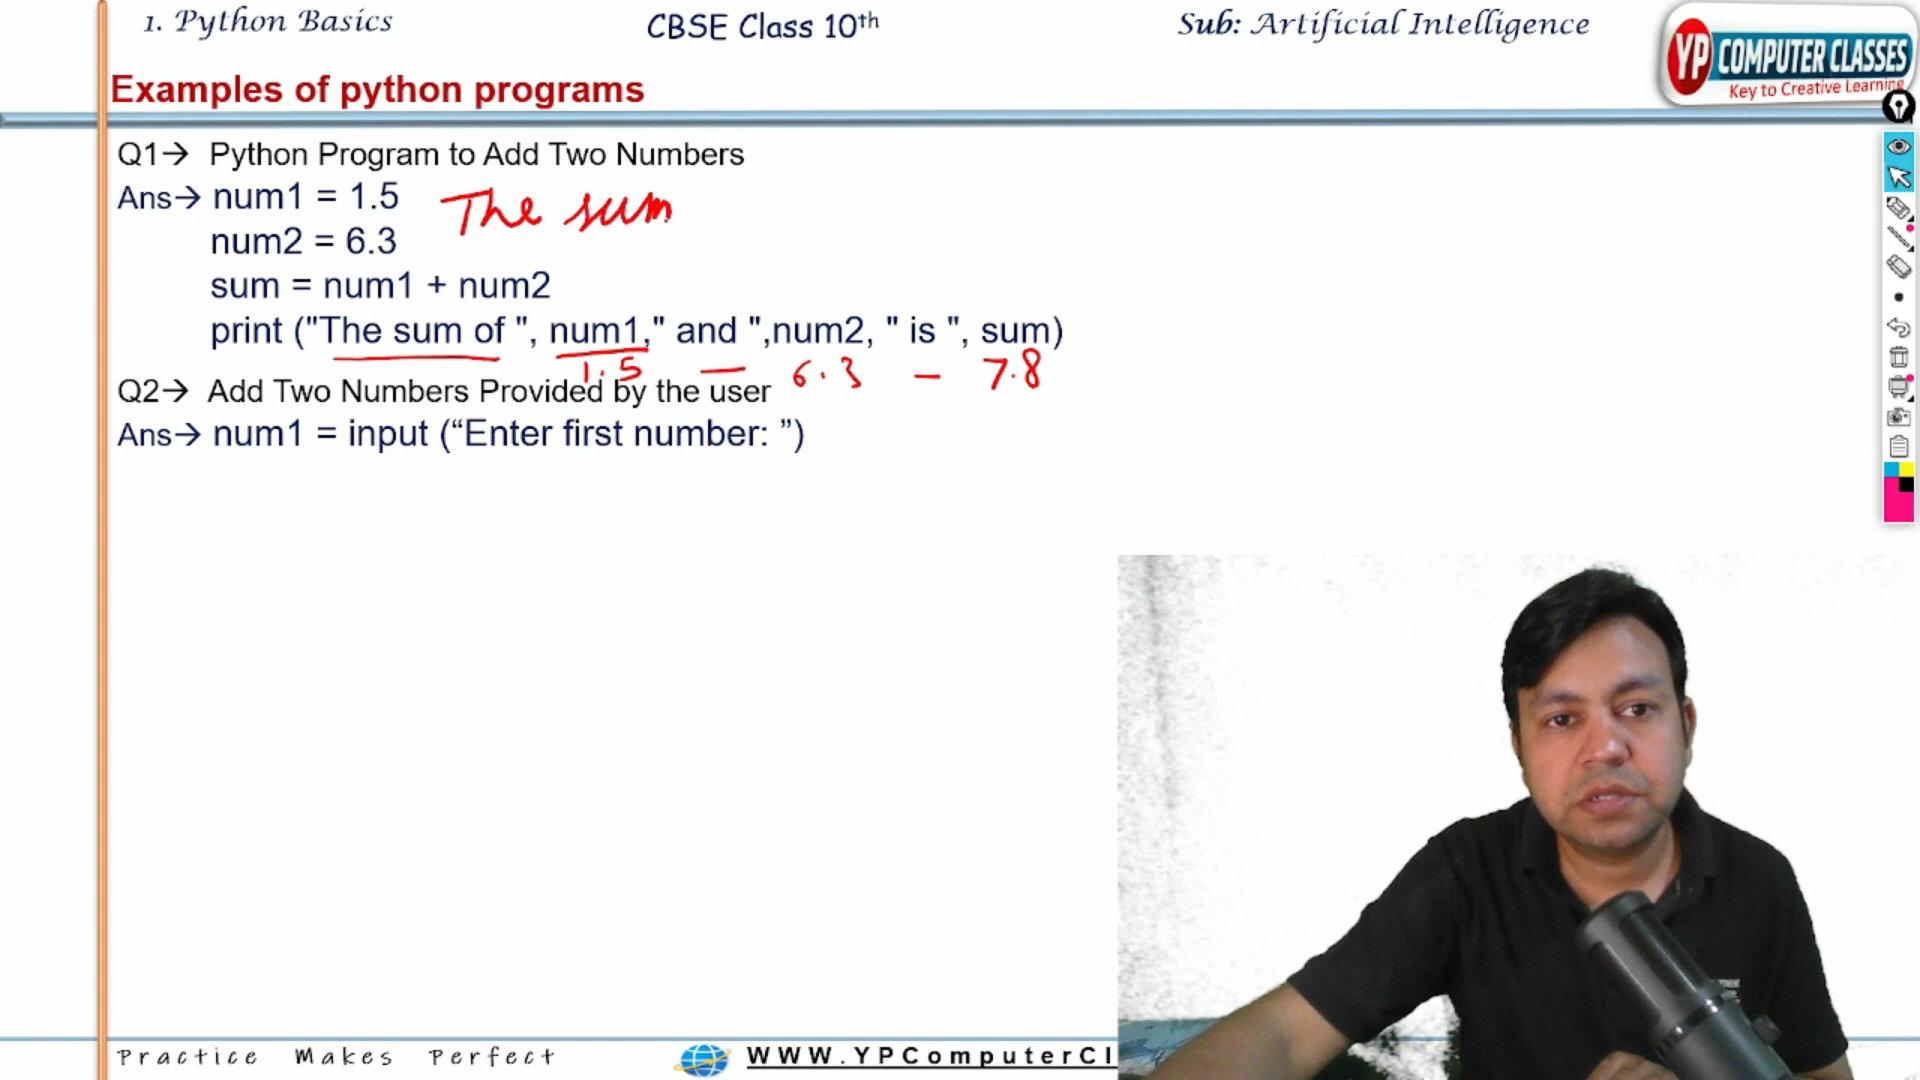 1. Python Basics
CBSE Class 10th
Sub: Artificial Intelligence
YP COMPUTER CLASSES
Key to Creative Learning
Examples of python programs
Q1→ Python Program to Add Two Numbers
Ans→ num1 = 1.5
The sum
num2 = 6.3
sum = num1 + num2
print ("The sum of ", num1," and ",num2, " is ", sum)
1.5 6.3 7.8
Q2→ Add Two Numbers Provided by the user
Ans→ num1 = input (“Enter first number: ”)
Practice Makes Perfect
WWW.YPComputerCl